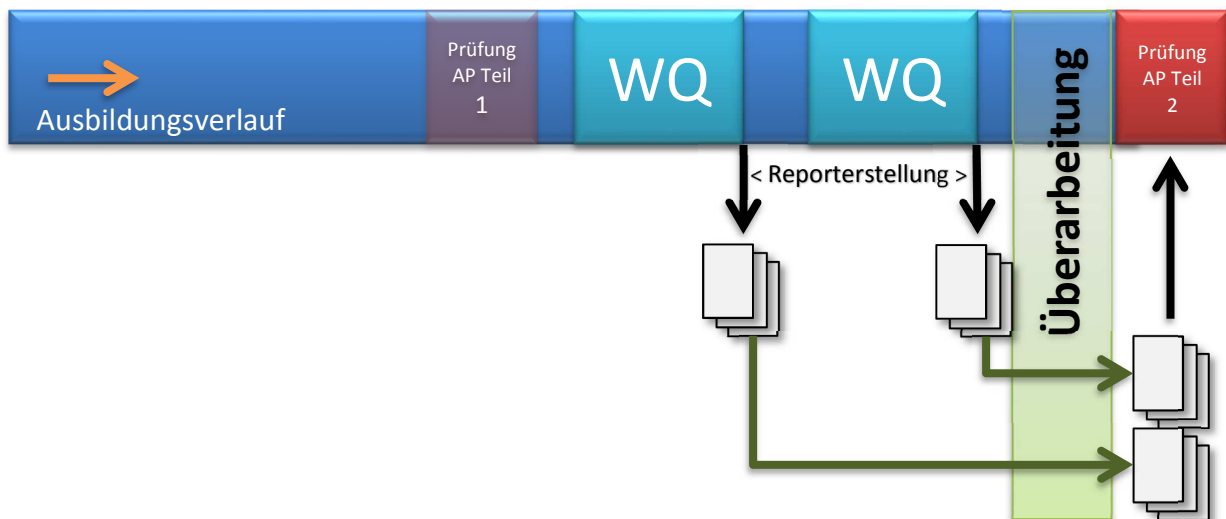 Ausbildungsverlauf
Prüfung
AP Teil
1
WQ
WQ
Überarbeitung
Prüfung
AP Teil
2
< Reporterstellung >